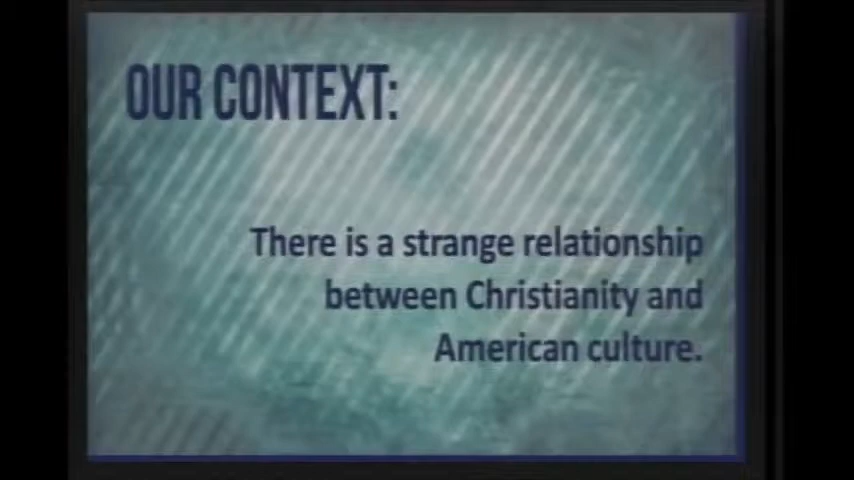 OUR CONTEXT:
There is a strange relationship
between Christianity and
American culture.